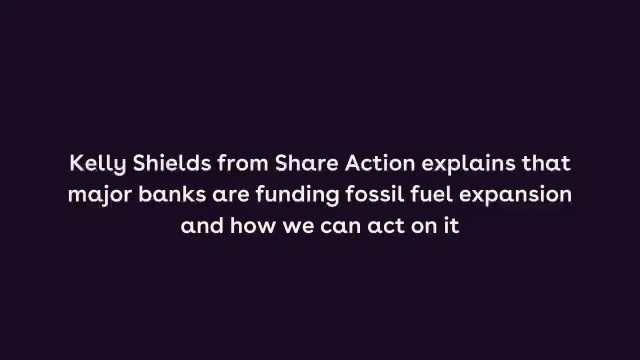 Kelly Shields from Share Action explains that
major banks are funding fossil fuel expansion
and how we can act on it